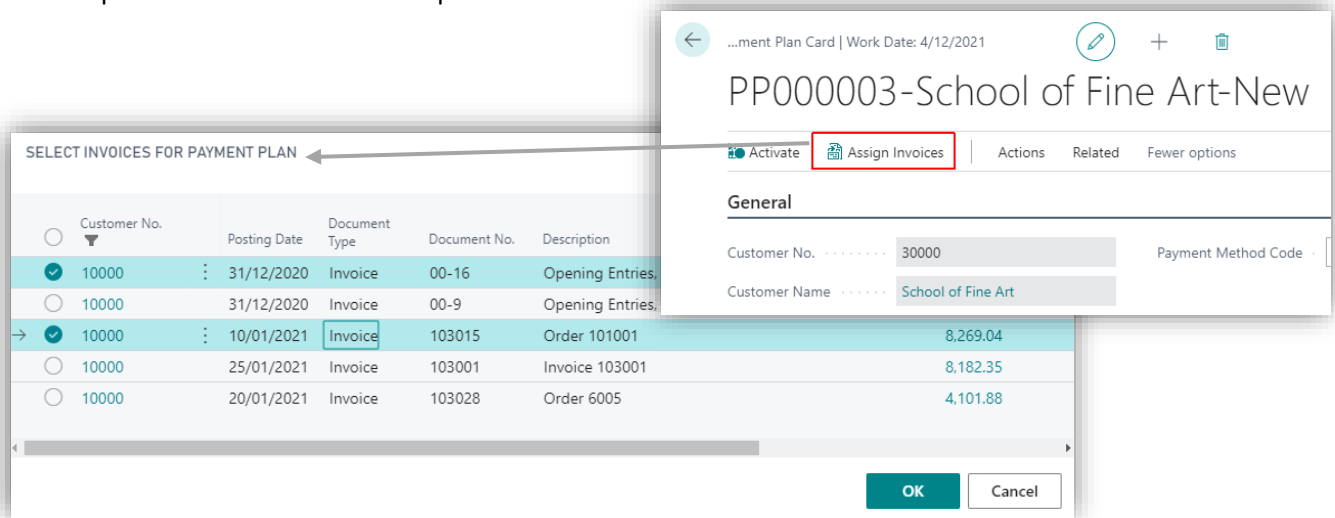 ...ment Plan Card | Work Date: 4/12/2021
PP000003-School of Fine Art-New
Activate Assign Invoices Actions Related Fewer options
General
Customer No. 30000 Payment Method Code
Customer Name School of Fine Art
SELECT INVOICES FOR PAYMENT PLAN
Customer No. Posting Date Document Type Document No. Description
10000 31/12/2020 Invoice 00-16 Opening Entries,
10000 31/12/2020 Invoice 00-9 Opening Entries,
10000 10/01/2021 Invoice 103015 Order 101001 8,269.04
10000 25/01/2021 Invoice 103001 Invoice 103001 8,182.35
10000 20/01/2021 Invoice 103028 Order 6005 4,101.88
OK Cancel